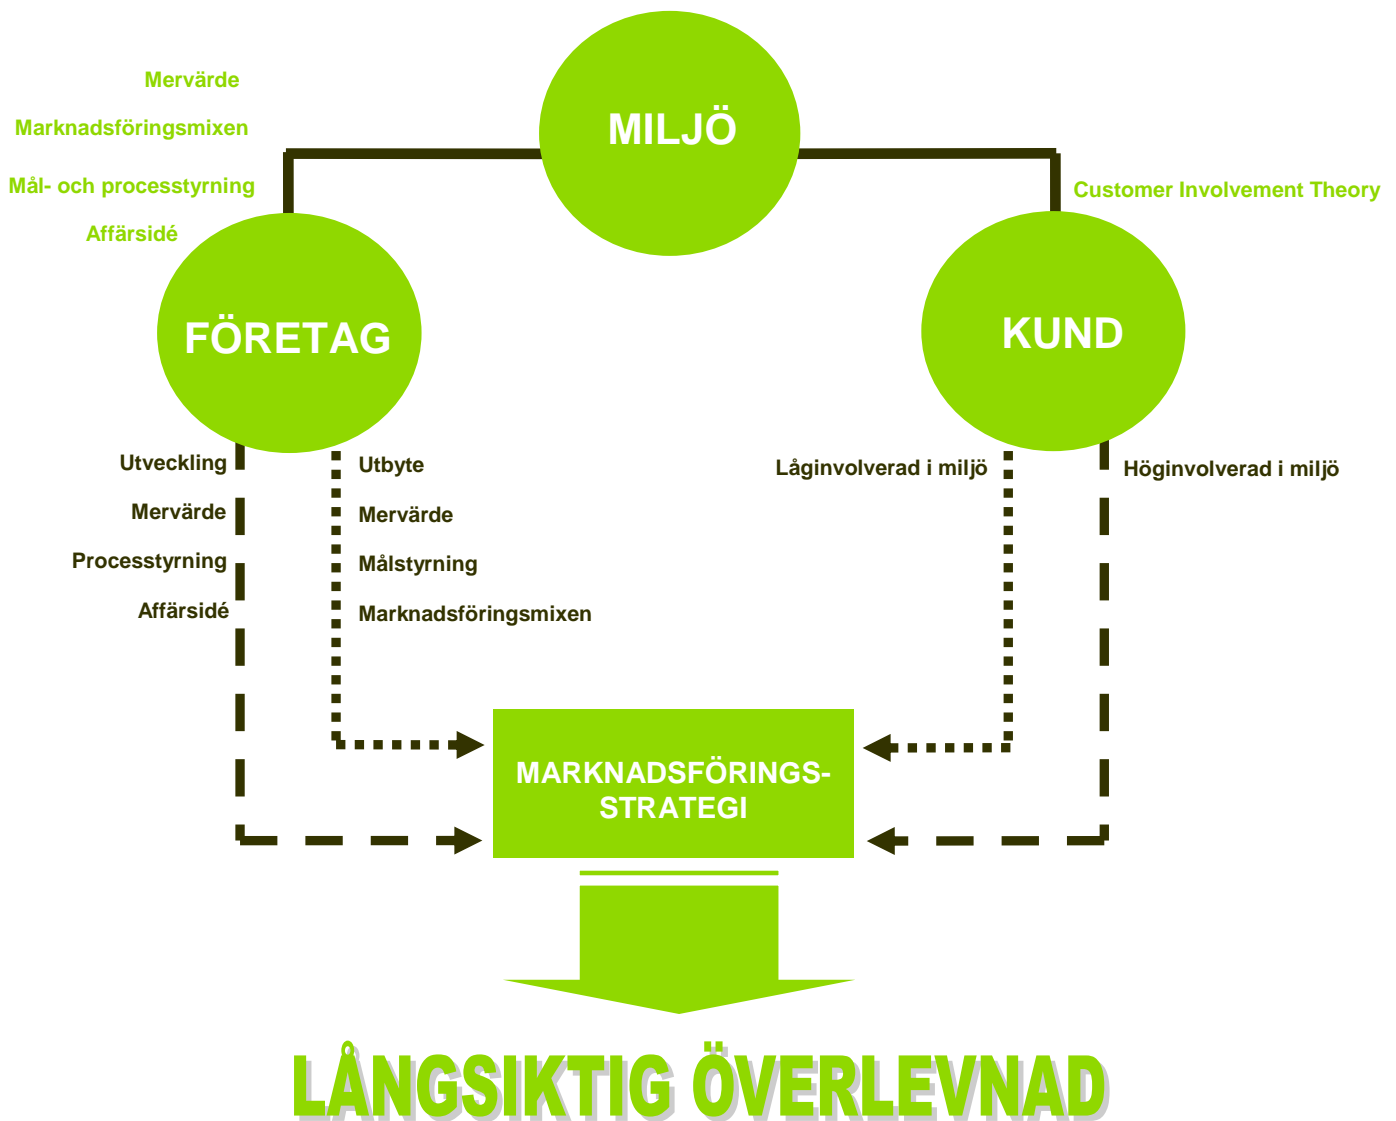 Mervärde
MILJÖ
Marknadsföringsmixen
Mål- och processtyrning
Customer Involvement Theory
Affärsidé
FÖRETAG
KUND
Utveckling
Mervärde
Processtyrning
Affärsidé
Utbyte
Mervärde
Målstyrning
Marknadsföringsmixen
Låginvolverad i miljö
Höginvolverad i miljö
MARKNADSFÖRINGS-
STRATEGI
LÅNGSIKTIG ÖVERLEVNAD